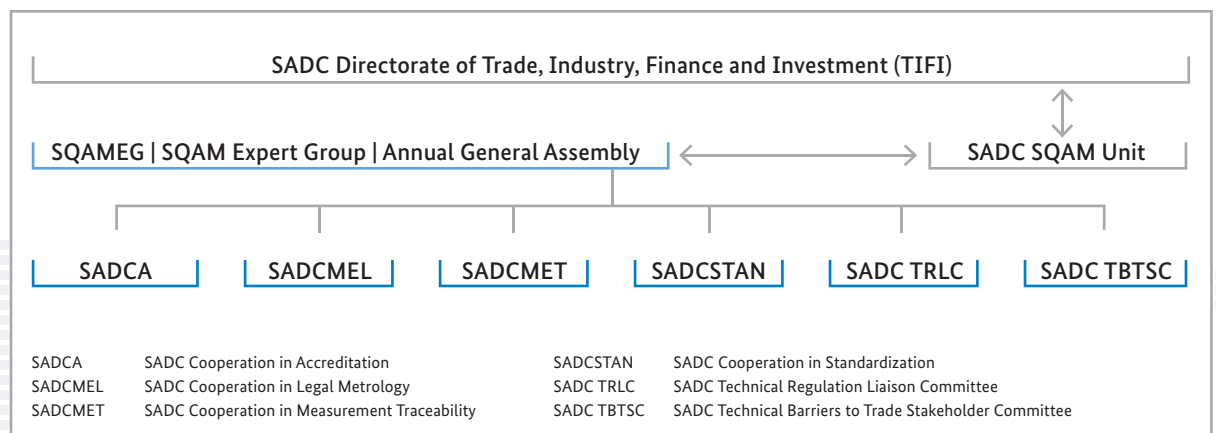 SADC Directorate of Trade, Industry, Finance and Investment (TIFI)
SQAMEG | SQAM Expert Group | Annual General Assembly
SADC SQAM Unit
SADCA
SADCMEL
SADCMET
SADCSTAN
SADC TRLC
SADC TBTSC
SADCA SADC Cooperation in Accreditation
SADCMEL SADC Cooperation in Legal Metrology
SADCMET SADC Cooperation in Measurement Traceability
SADCSTAN SADC Cooperation in Standardization
SADC TRLC SADC Technical Regulation Liaison Committee
SADC TBTSC SADC Technical Barriers to Trade Stakeholder Committee